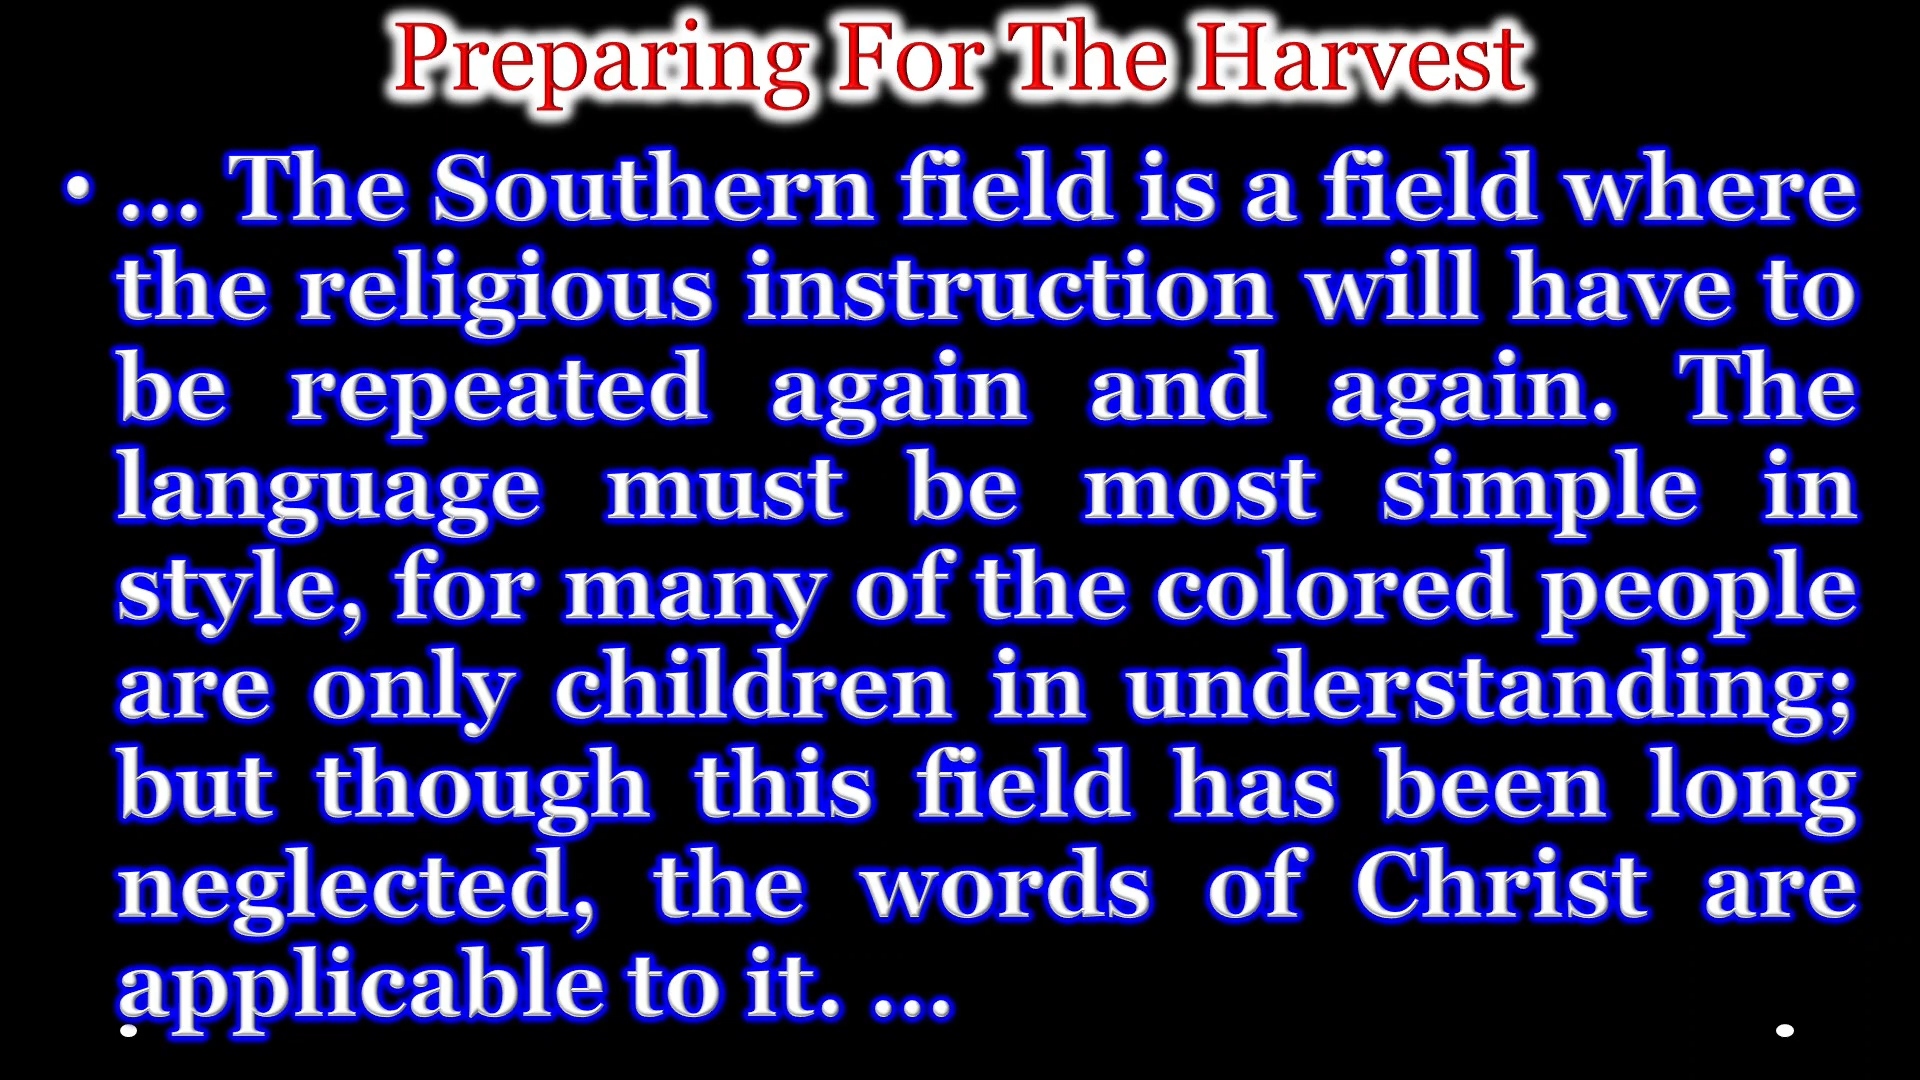 Preparing For The Harvest
• ... The Southern field is a field where
the religious instruction will have to
be repeated again and again. The
language must be most simple in
style, for many of the colored people
are only children in understanding;
but though this field has been long
neglected, the words of Christ are
applicable to it. ...